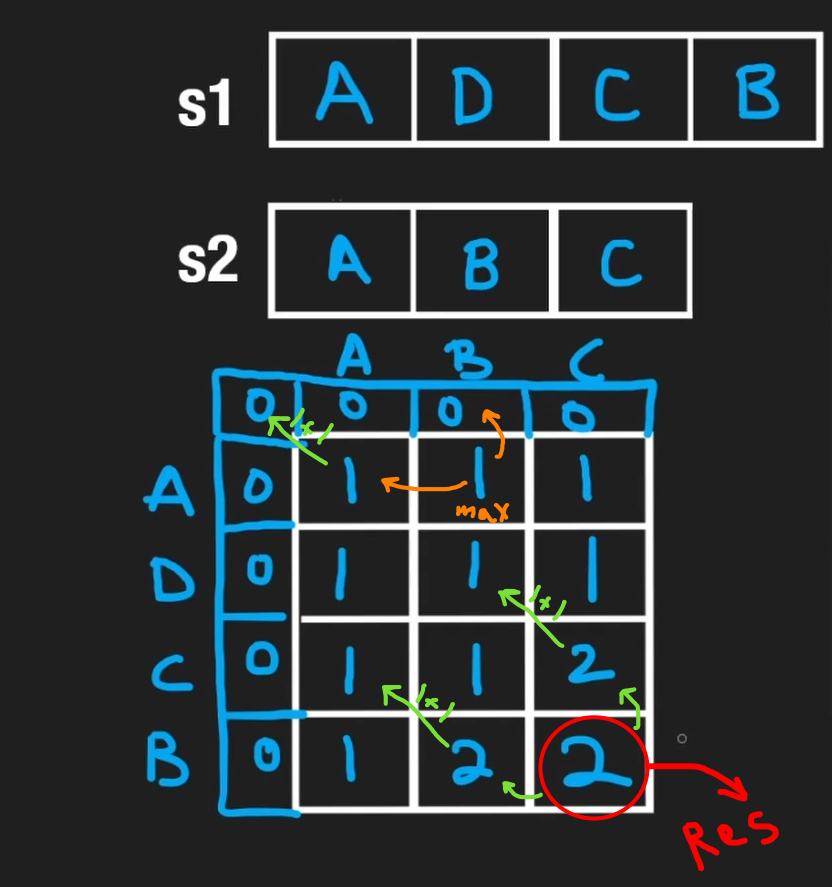 s1 A D C B
s2 A B C
A B C
0 0 0 0
A 0 1 1 1
max
D 0 1 1 1
C 0 1 1 2
B 0 1 2 2
Res